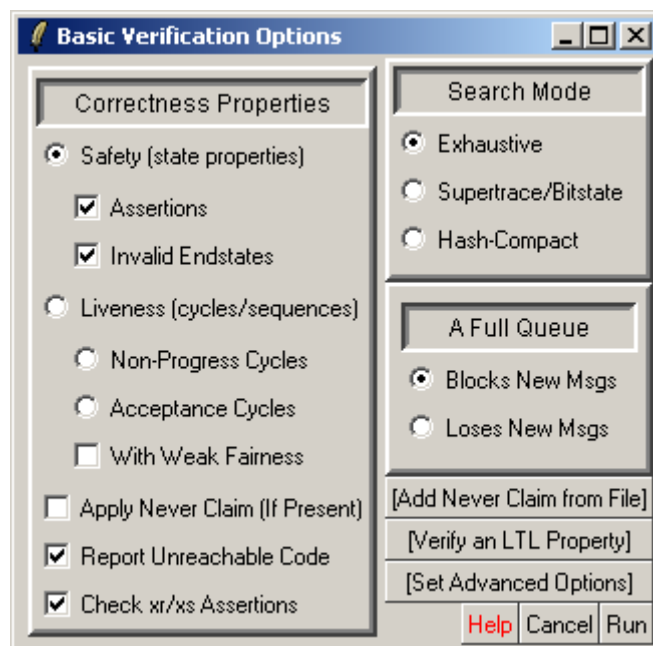 Basic Verification Options
Correctness Properties
Safety (state properties)
Assertions
Invalid Endstates
Liveness (cycles/sequences)
Non-Progress Cycles
Acceptance Cycles
With Weak Fairness
Apply Never Claim (If Present)
Report Unreachable Code
Check xr/xs Assertions
Search Mode
Exhaustive
Supertrace/Bitstate
Hash-Compact
A Full Queue
Blocks New Msgs
Loses New Msgs
[Add Never Claim from File]
[Verify an LTL Property]
[Set Advanced Options]
Help Cancel Run